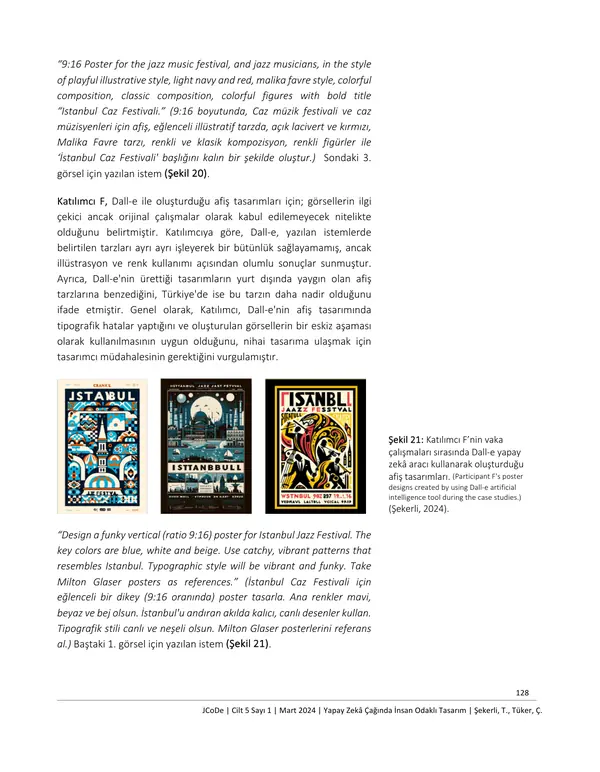 "9:16 Poster for the jazz music festival, and jazz musicians, in the style
of playful illustrative style, light navy and red, malika favre style, colorful
composition, classic composition, colorful figures with bold title
"Istanbul Caz Festivali." (9:16 boyutunda, Caz müzik festivali ve caz
müzisyenleri için afiş, eğlenceli illüstratif tarzda, açık lacivert ve kırmızı,
Malika Favre tarzı, renkli ve klasik kompozisyon, renkli figürler ile
'İstanbul Caz Festivali' başlığını kalın bir şekilde oluştur.) Sondaki 3.
görsel için yazılan istem (Şekil 20).
Katılımcı F, Dall-e ile oluşturduğu afiş tasarımları için; görsellerin ilgi
çekici ancak orijinal çalışmalar olarak kabul edilemeyecek nitelikte
olduğunu belirtmiştir. Katılımcıya göre, Dall-e, yazılan istemlerde
belirtilen tarzları ayrı ayrı işleyerek bir bütünlük sağlayamamış, ancak
illüstrasyon ve renk kullanımı açısından olumlu sonuçlar sunmuştur.
Ayrıca, Dall-e'nin ürettiği tasarımların yurt dışında yaygın olan afiş
tarzlarına benzediğini, Türkiye'de ise bu tarzın daha nadir olduğunu
ifade etmiştir. Genel olarak, Katılımcı, Dall-e'nin afiş tasarımında
tipografik hatalar yaptığını ve oluşturulan görsellerin bir eskiz aşaması
olarak kullanılmasının uygun olduğunu, nihai tasarıma ulaşmak için
tasarımcı müdahalesinin gerektiğini vurgulamıştır.
JSTABUL
ISTTANBBULL
ISTANBL
JAAZZ FESSTVAL
Şekil 21: Katılımcı F'nin vaka
çalışmaları sırasında Dall-e yapay
zekâ aracı kullanarak oluşturduğu
afiş tasarımları. (Participant F's poster
designs created by using Dall-e artificial
intelligence tool during the case studies.)
(Şekerli, 2024).
"Design a funky vertical (ratio 9:16) poster for Istanbul Jazz Festival. The
key colors are blue, white and beige. Use catchy, vibrant patterns that
resembles Istanbul. Typographic style will be vibrant and funky. Take
Milton Glaser posters as references." (İstanbul Caz Festivali için
eğlenceli bir dikey (9:16 oranında) poster tasarla. Ana renkler mavi,
beyaz ve bej olsun. İstanbul'u andıran akılda kalıcı, canlı desenler kullan.
Tipografik stili canlı ve neşeli olsun. Milton Glaser posterlerini referans
al.) Baştaki 1. görsel için yazılan istem (Şekil 21).
128
JCoDe | Cilt 5 Sayı 1 | Mart 2024 | Yapay Zekâ Çağında İnsan Odaklı Tasarım | Şekerli, T., Tüker, Ç.